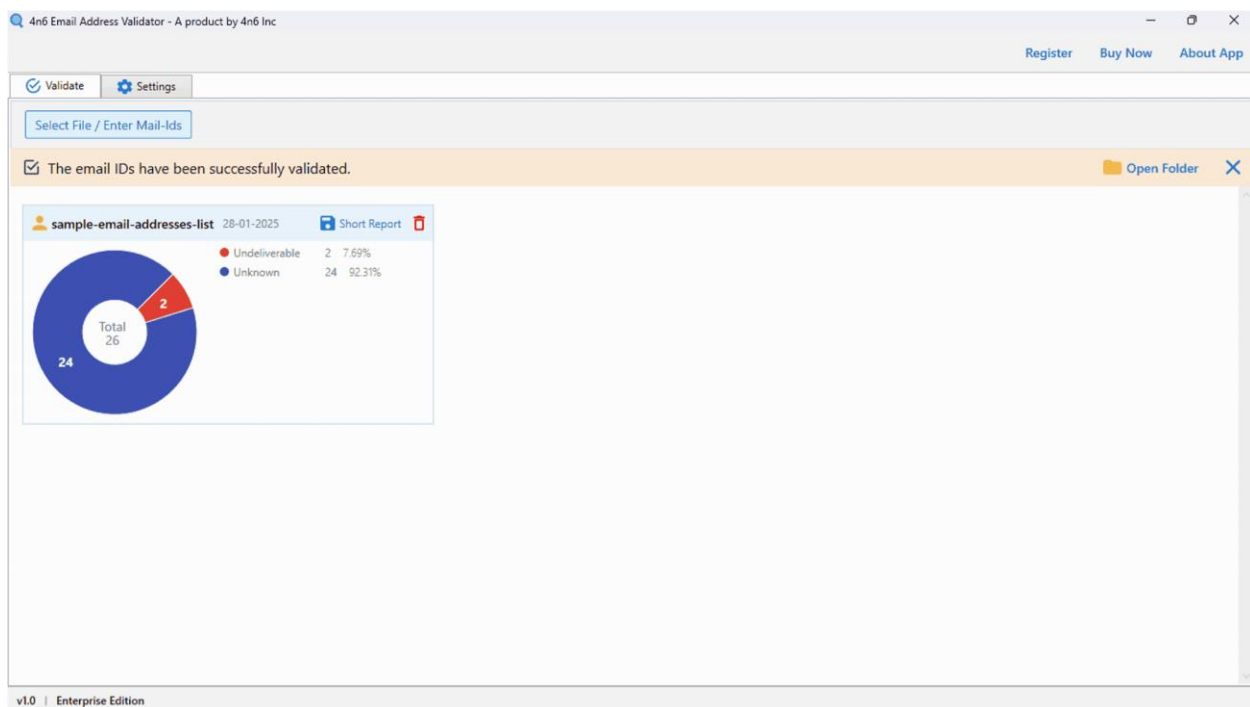 4n6 Email Address Validator - A product by 4n6 Inc
Register Buy Now About App
Validate Settings
Select File / Enter Mail-Ids
The email IDs have been successfully validated. Open Folder
sample-email-addresses-list 28-01-2025 Short Report
Undeliverable 2 7.69%
Unknown 24 92.31%
2
Total
26
24
v1.0 | Enterprise Edition